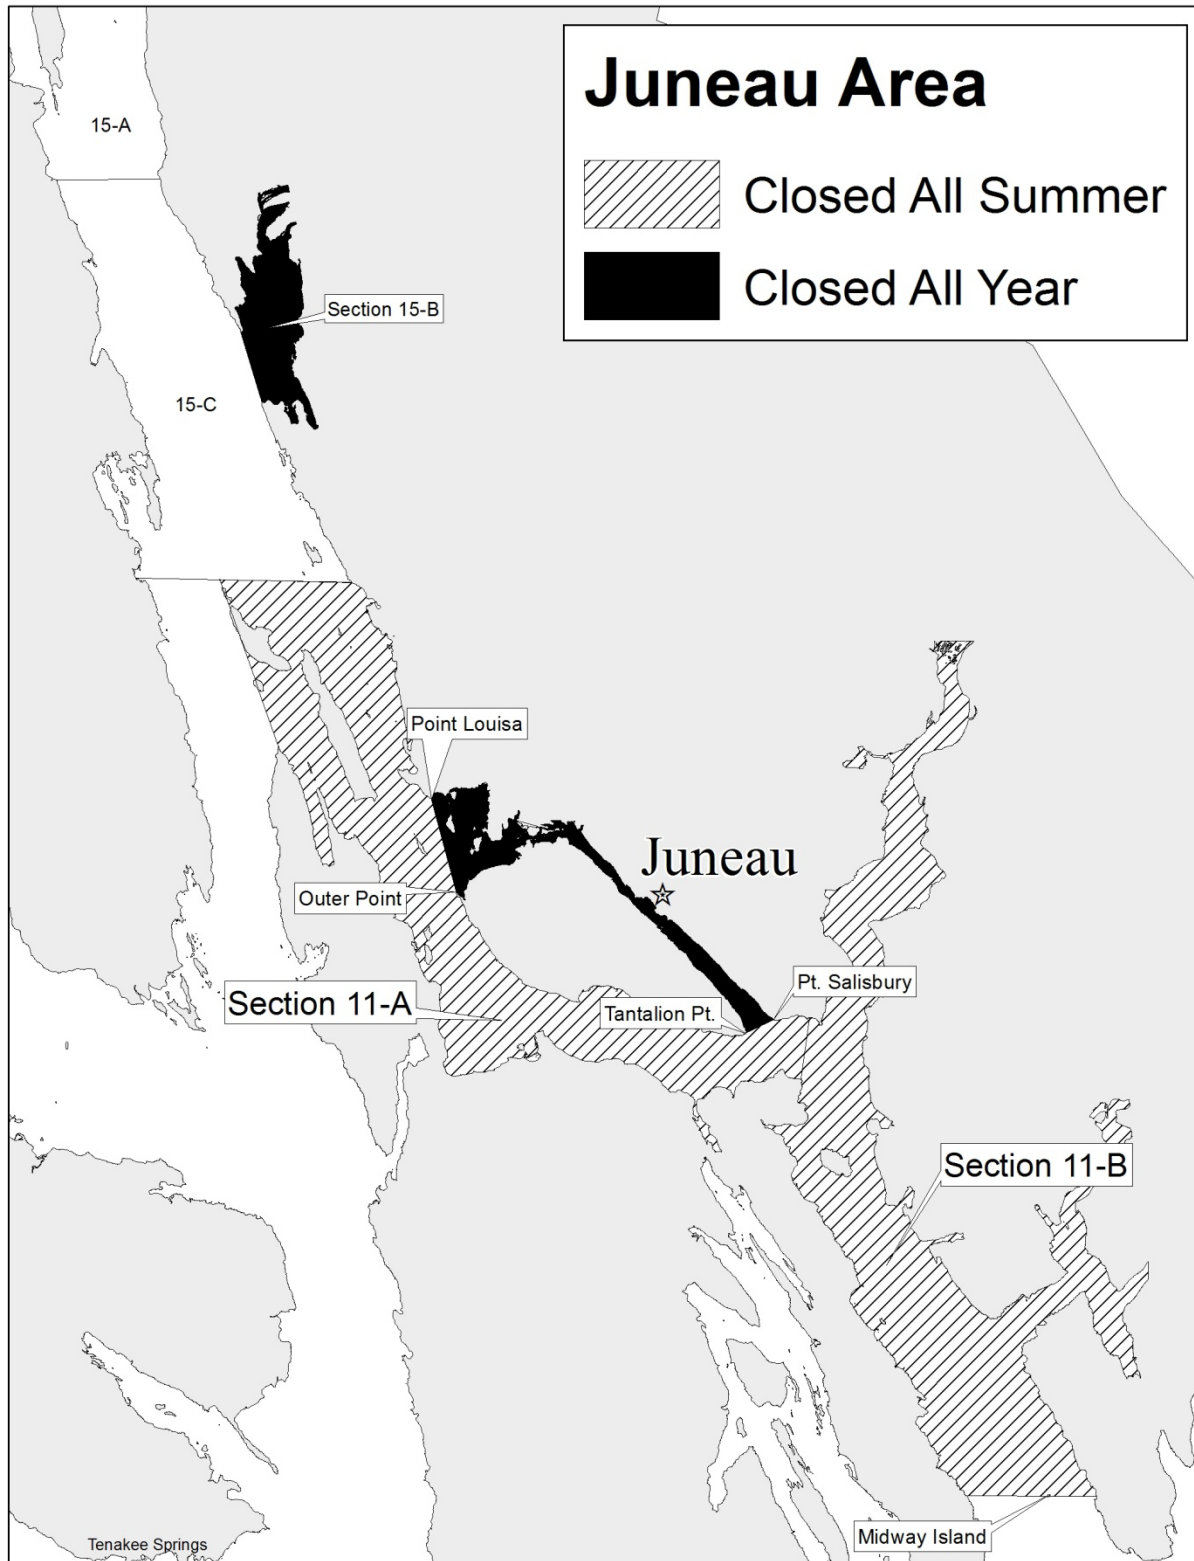 Juneau Area
Closed All Summer
Closed All Year
15-A
Section 15-B
15-C
Point Louisa
Juneau
Outer Point
Section 11-A
Pt. Salisbury
Tantalion Pt.
Section 11-B
Midway Island
Tenakee Springs